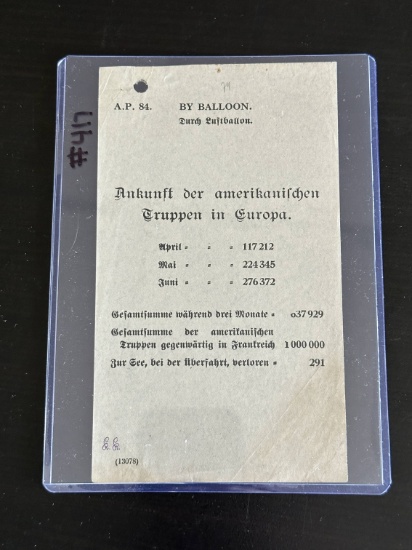 #417
A.P. 84. BY BALLOON.
Durch Luftballon.
Ankunft der amerikanischen
Truppen in Europa.
April " " " 117 212
Mai " " " 224 345
Juni " " " 276 372
Gesamtsumme während drei Monate " 637 929
Gesamtsumme der amerikanischen
Truppen gegenwärtig in Frankreich 1 000 000
Zur See, bei der Überfahrt, verloren " 291
(13078)